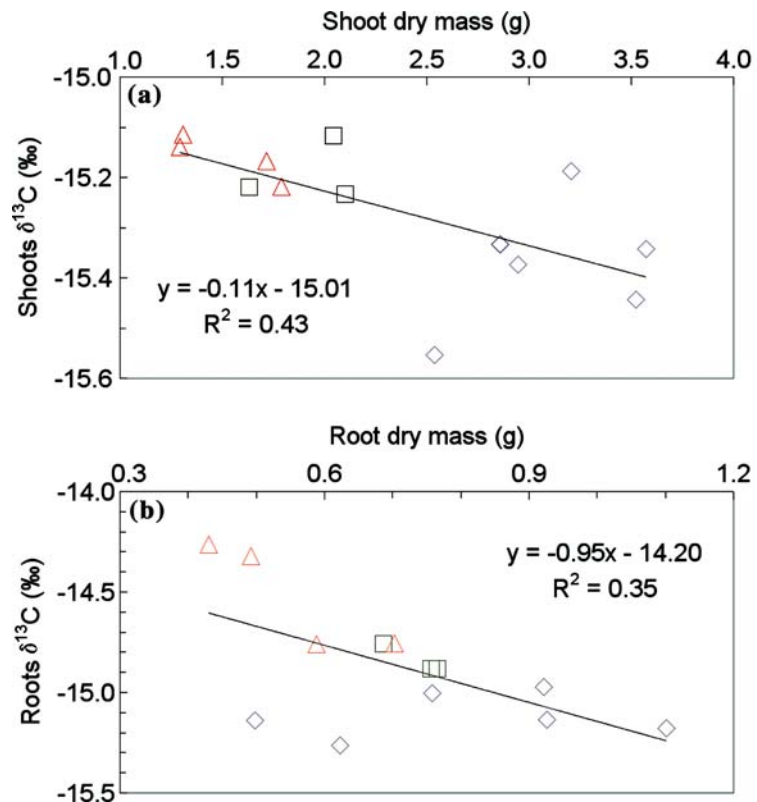 Shoot dry mass (g)
1.0 2.0 2.5 3.0 3.5 4.0
-15.0
(a)
-15.2
Shoots δ¹³C (‰)
-15.4
y = -0.11x - 15.01
R² = 0.43
-15.6
Root dry mass (g)
0.3 0.6 0.9 1.2
-14.0
(b)
y = -0.95x - 14.20
R² = 0.35
-14.5
Roots δ¹³C (‰)
-15.0
-15.5